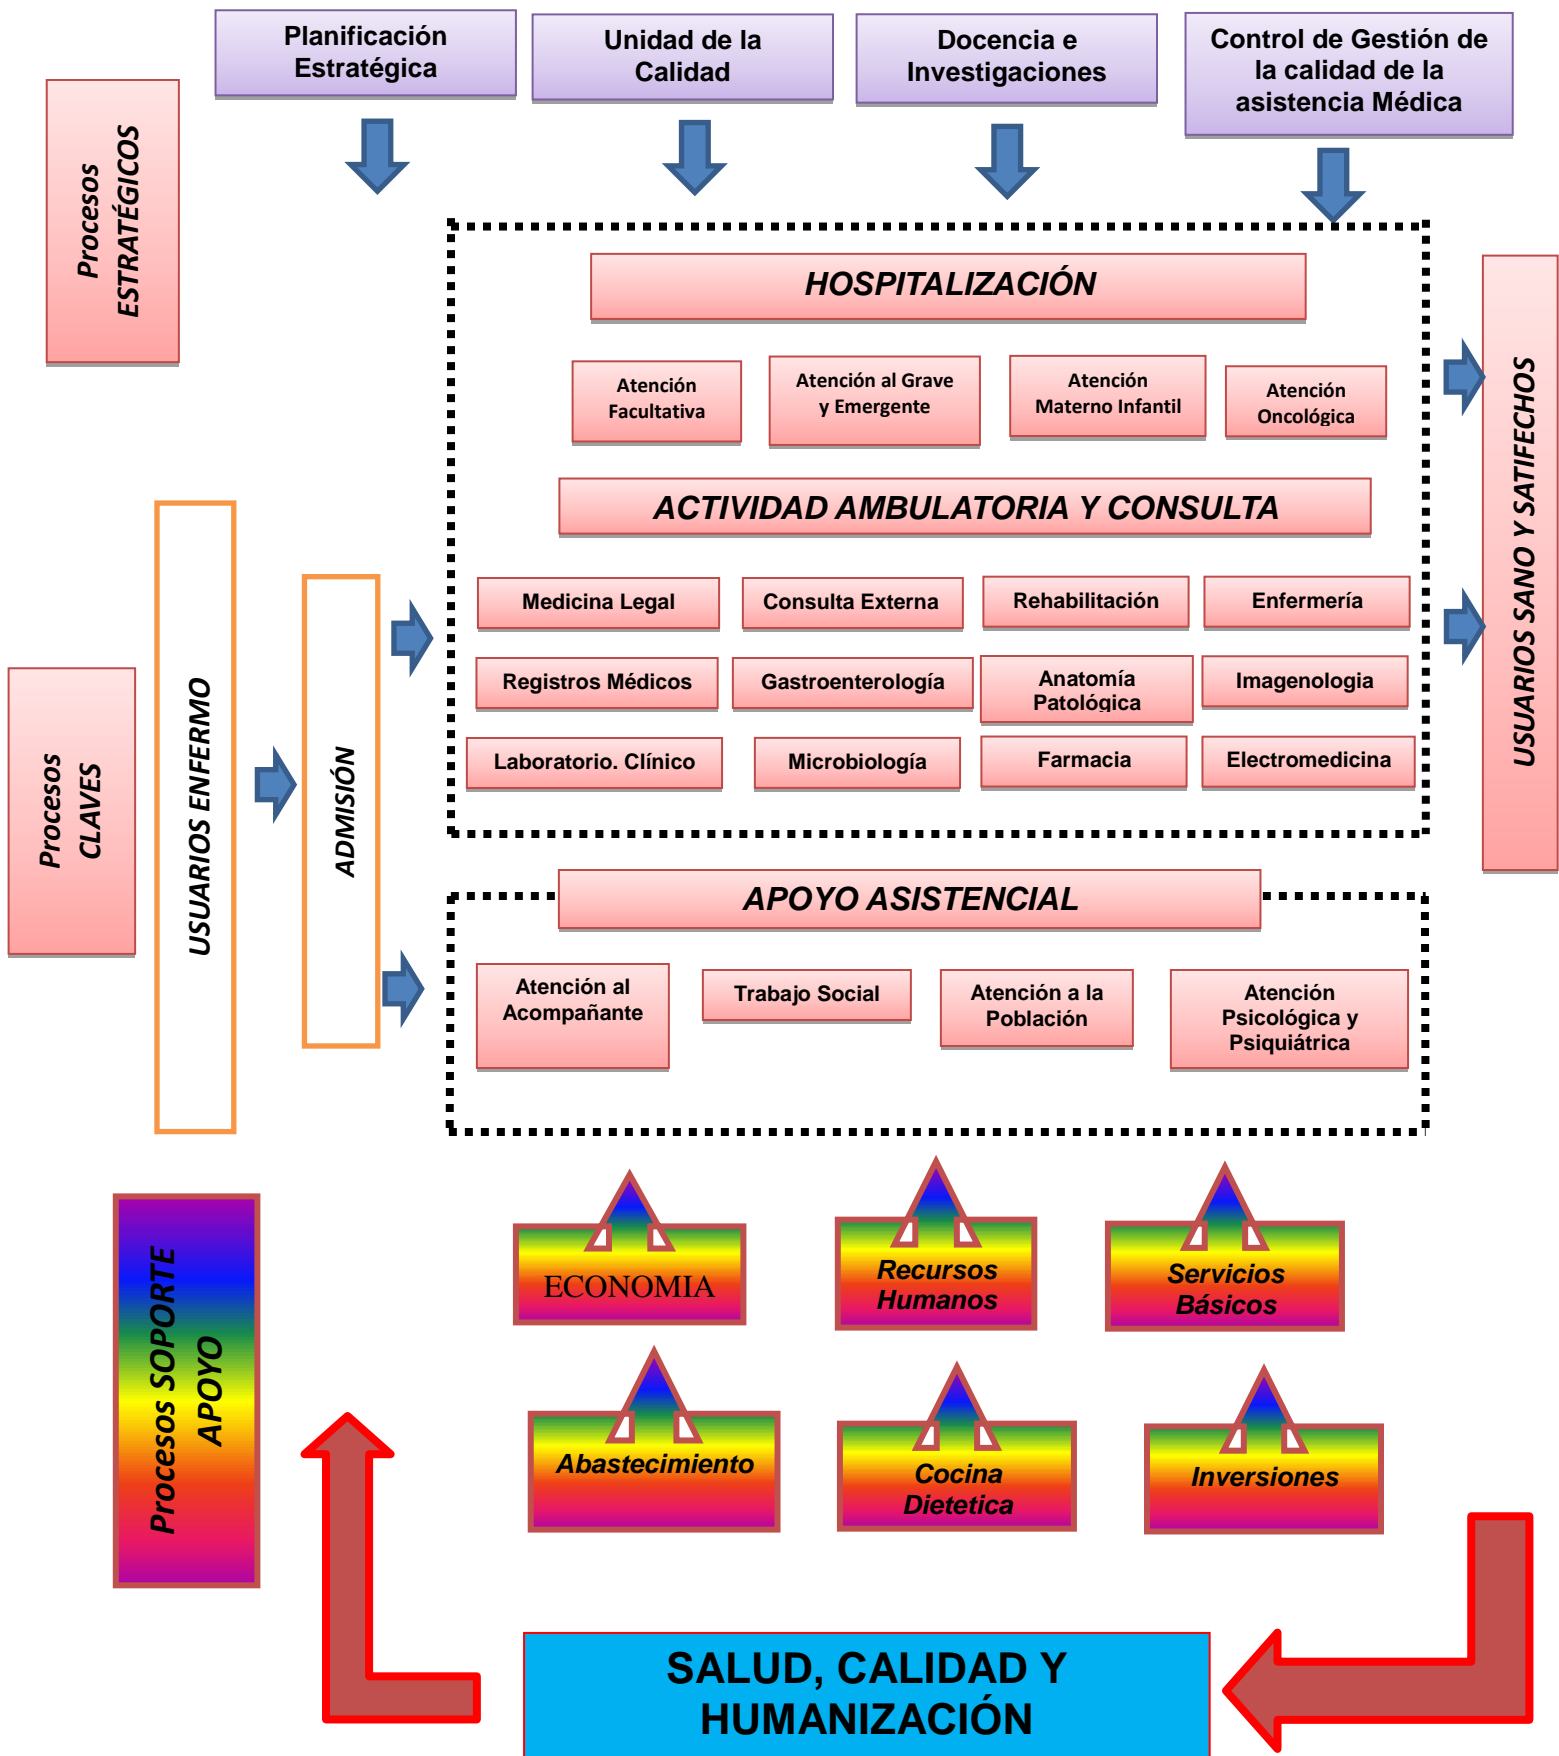 Planificación
Estratégica
Unidad de la
Calidad
Docencia e
Investigaciones
Control de Gestión de
la calidad de la
asistencia Médica
Procesos
ESTRATÉGICOS
HOSPITALIZACIÓN
Atención
Facultativa
Atención al Grave
y Emergente
Atención
Materno Infantil
Atención
Oncológica
ACTIVIDAD AMBULATORIA Y CONSULTA
Medicina Legal
Consulta Externa
Rehabilitación
Enfermería
Registros Médicos
Gastroenterología
Anatomía
Patológica
Imagenologia
Laboratorio. Clínico
Microbiología
Farmacia
Electromedicina
Procesos
CLAVES
USUARIOS ENFERMO
ADMISIÓN
USUARIOS SANO Y SATIFECHOS
APOYO ASISTENCIAL
Atención al
Acompañante
Trabajo Social
Atención a la
Población
Atención
Psicológica y
Psiquiátrica
Procesos SOPORTE
APOYO
ECONOMIA
Recursos
Humanos
Servicios
Básicos
Abastecimiento
Cocina
Dietetica
Inversiones
SALUD, CALIDAD Y
HUMANIZACIÓN